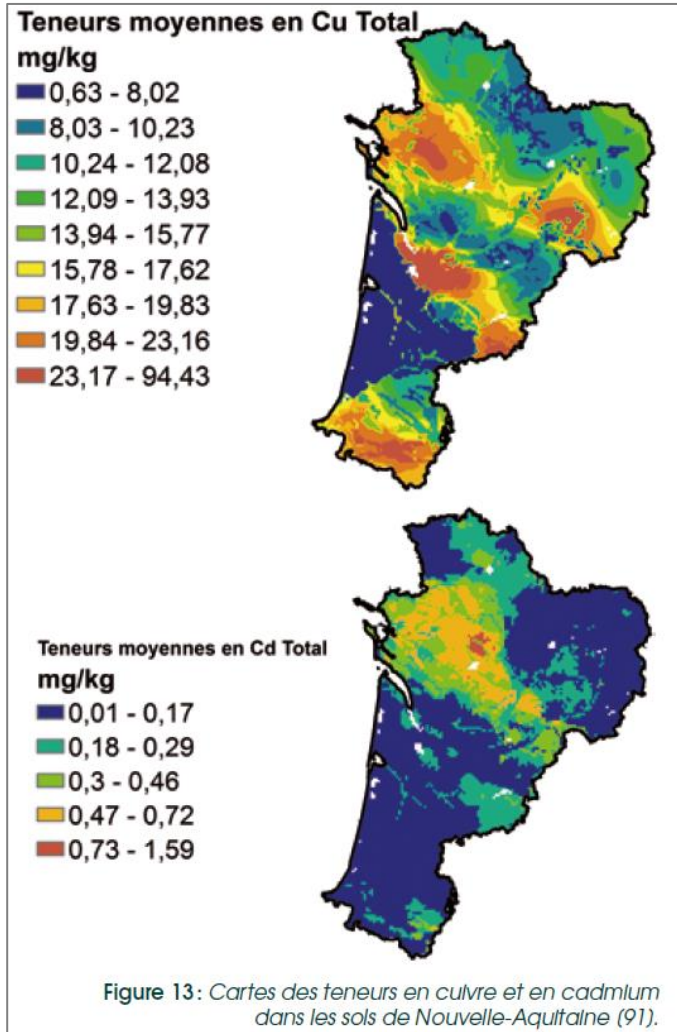 Teneurs moyennes en Cu Total
mg/kg
0,63 - 8,02
8,03 - 10,23
10,24 - 12,08
12,09 - 13,93
13,94 - 15,77
15,78 - 17,62
17,63 - 19,83
19,84 - 23,16
23,17 - 94,43
Teneurs moyennes en Cd Total
mg/kg
0,01 - 0,17
0,18 - 0,29
0,3 - 0,46
0,47 - 0,72
0,73 - 1,59
Figure 13: Cartes des teneurs en cuivre et en cadmium
dans les sols de Nouvelle-Aquitaine (91).